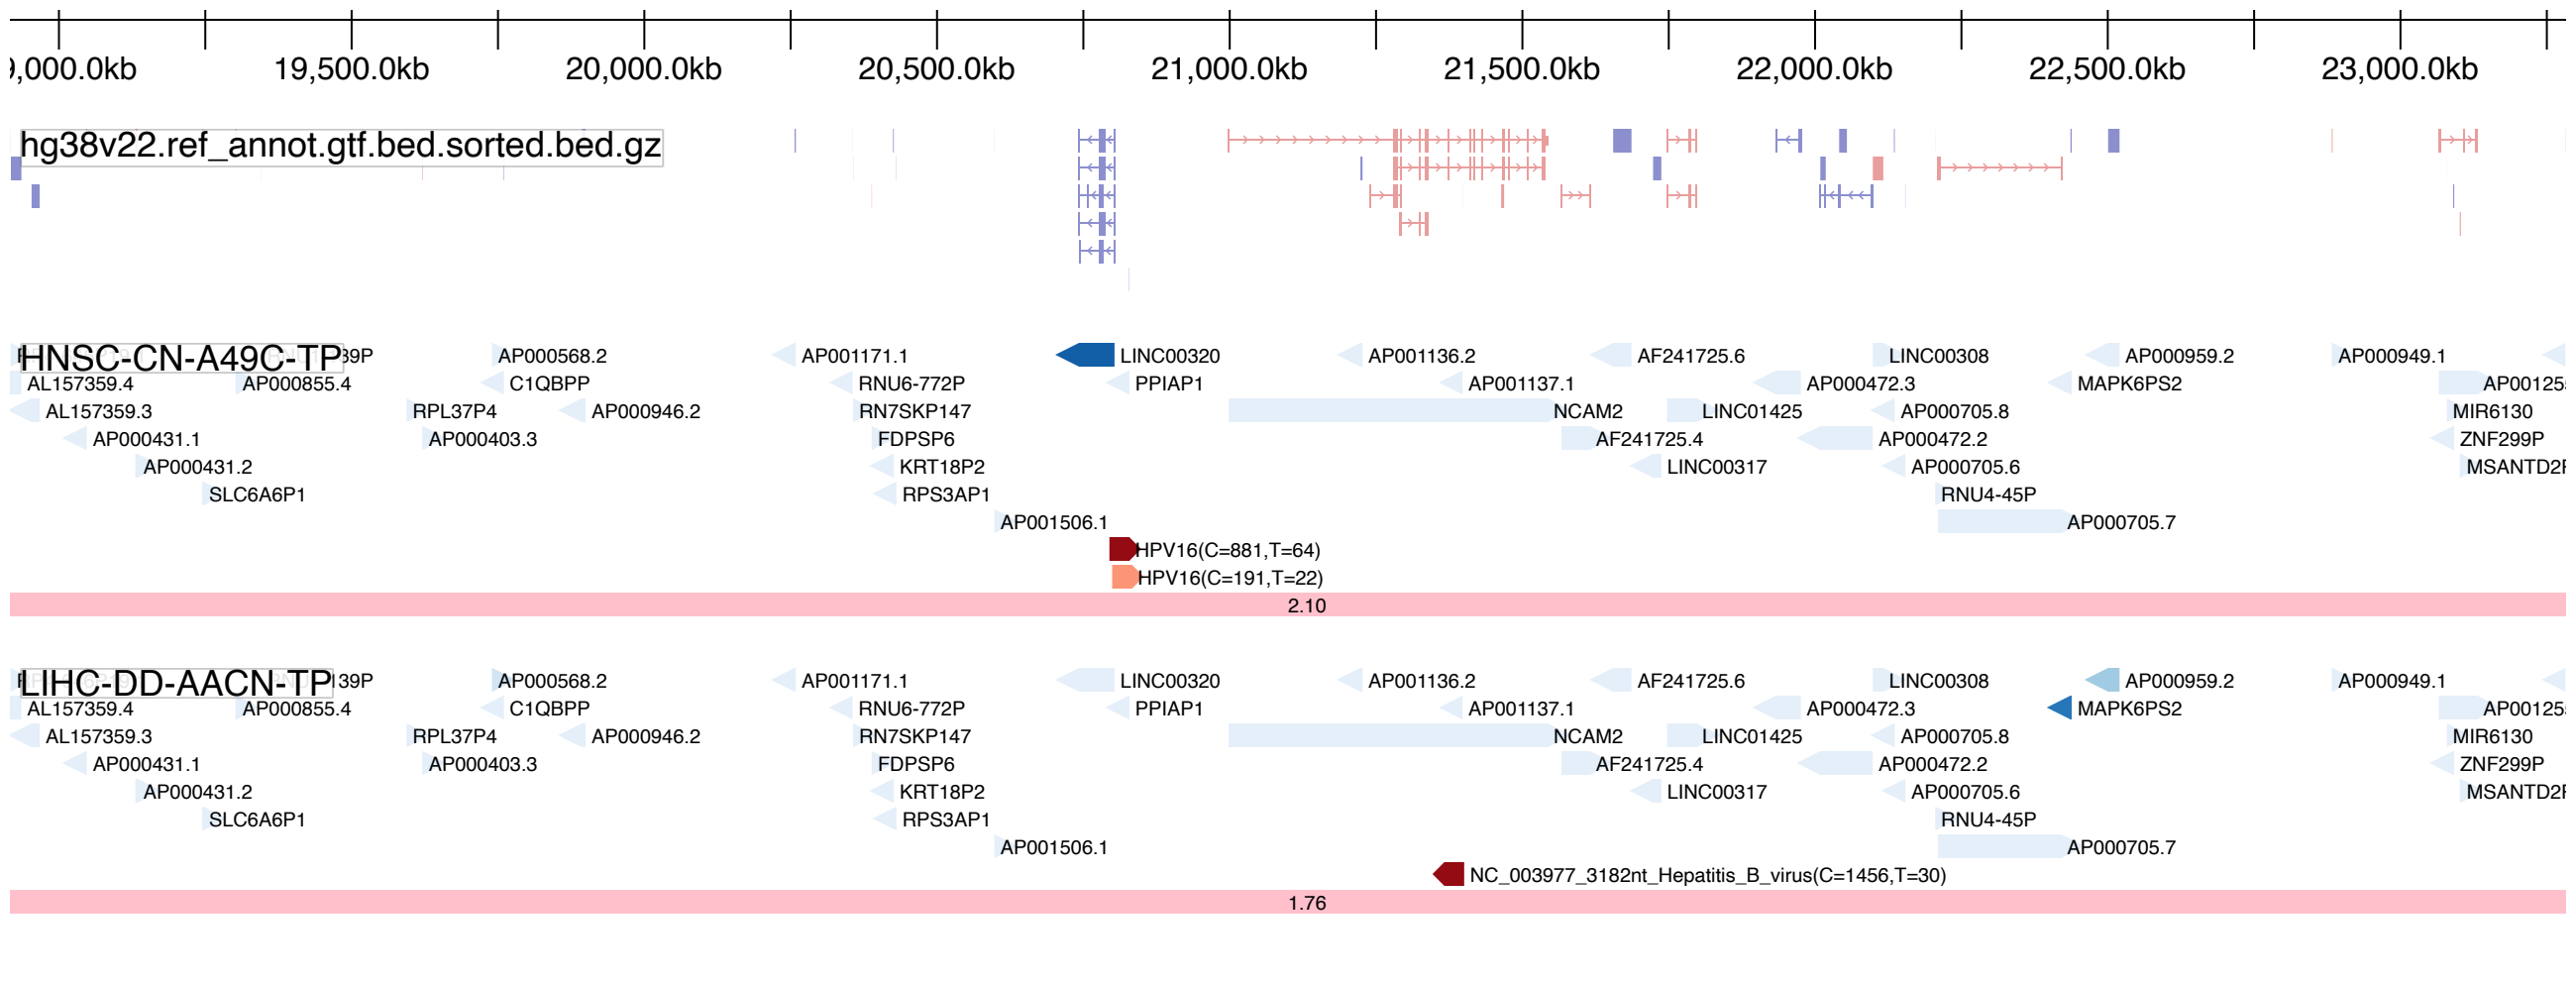 9,000.0kb 19,500.0kb 20,000.0kb 20,500.0kb 21,000.0kb 21,500.0kb 22,000.0kb 22,500.0kb 23,000.0kb
hg38v22.ref_annot.gtf.bed.sorted.bed.gz
HNSC-CN-A49C-TP 39P AP000568.2 AP001171.1 LINC00320 AP001136.2 AF241725.6 LINC00308 AP000959.2 AP000949.1
AL157359.4 AP000855.4 C1QBPP RNU6-772P PPIAP1 AP001137.1 AP000472.3 MAPK6PS2 AP00125
AL157359.3 RPL37P4 AP000946.2 RN7SKP147 NCAM2 LINC01425 AP000705.8 MIR6130
AP000431.1 AP000403.3 FDPSP6 AF241725.4 AP000472.2 ZNF299P
AP000431.2 KRT18P2 LINC00317 AP000705.6 MSANTD2
SLC6A6P1 RPS3AP1 RNU4-45P
AP001506.1 AP000705.7
HPV16(C=881,T=64)
HPV16(C=191,T=22)
2.10
LIHC-DD-AACN-TP 139P AP000568.2 AP001171.1 LINC00320 AP001136.2 AF241725.6 LINC00308 AP000959.2 AP000949.1
AL157359.4 AP000855.4 C1QBPP RNU6-772P PPIAP1 AP001137.1 AP000472.3 MAPK6PS2 AP00125
AL157359.3 RPL37P4 AP000946.2 RN7SKP147 NCAM2 LINC01425 AP000705.8 MIR6130
AP000431.1 AP000403.3 FDPSP6 AF241725.4 AP000472.2 ZNF299P
AP000431.2 KRT18P2 LINC00317 AP000705.6 MSANTD2
SLC6A6P1 RPS3AP1 RNU4-45P
AP001506.1 AP000705.7
NC_003977_3182nt_Hepatitis_B_virus(C=1456,T=30)
1.76